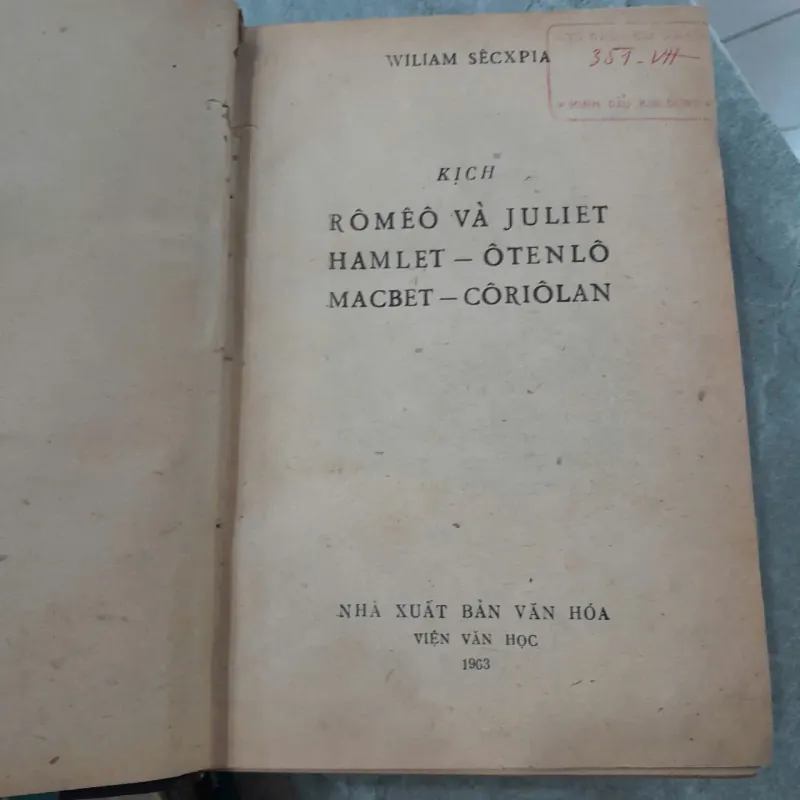 WILIAM SÊCXPIA
351-VH
KỊCH
RÔMÊÔ VÀ JULIET
HAMLET — ÔTENLÔ
MACBET — CÔRIÔLAN
NHÀ XUẤT BẢN VĂN HÓA
VIỆN VĂN HỌC
1963